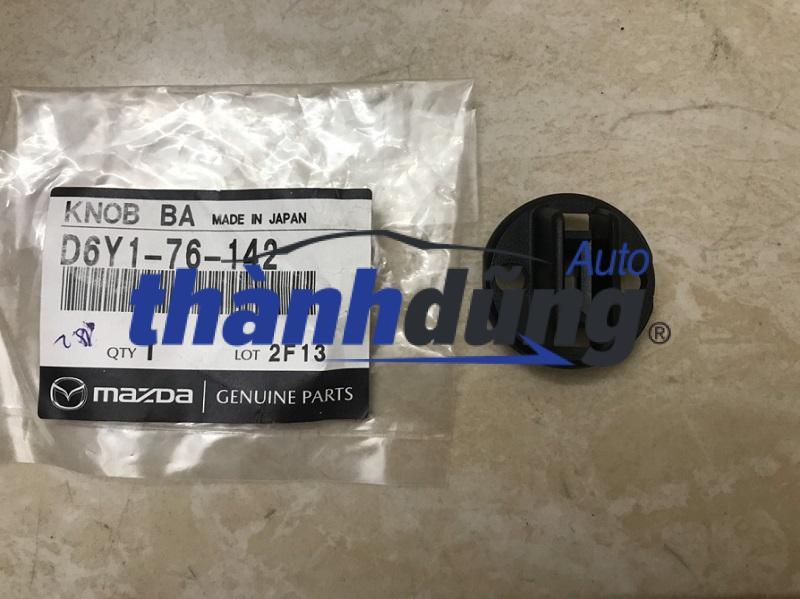 KNOB BA MADE IN JAPAN
D6Y1-76-142
Auto
thànhdũng®
QTY 1 LOT 2F13
mazda GENUINE PARTS